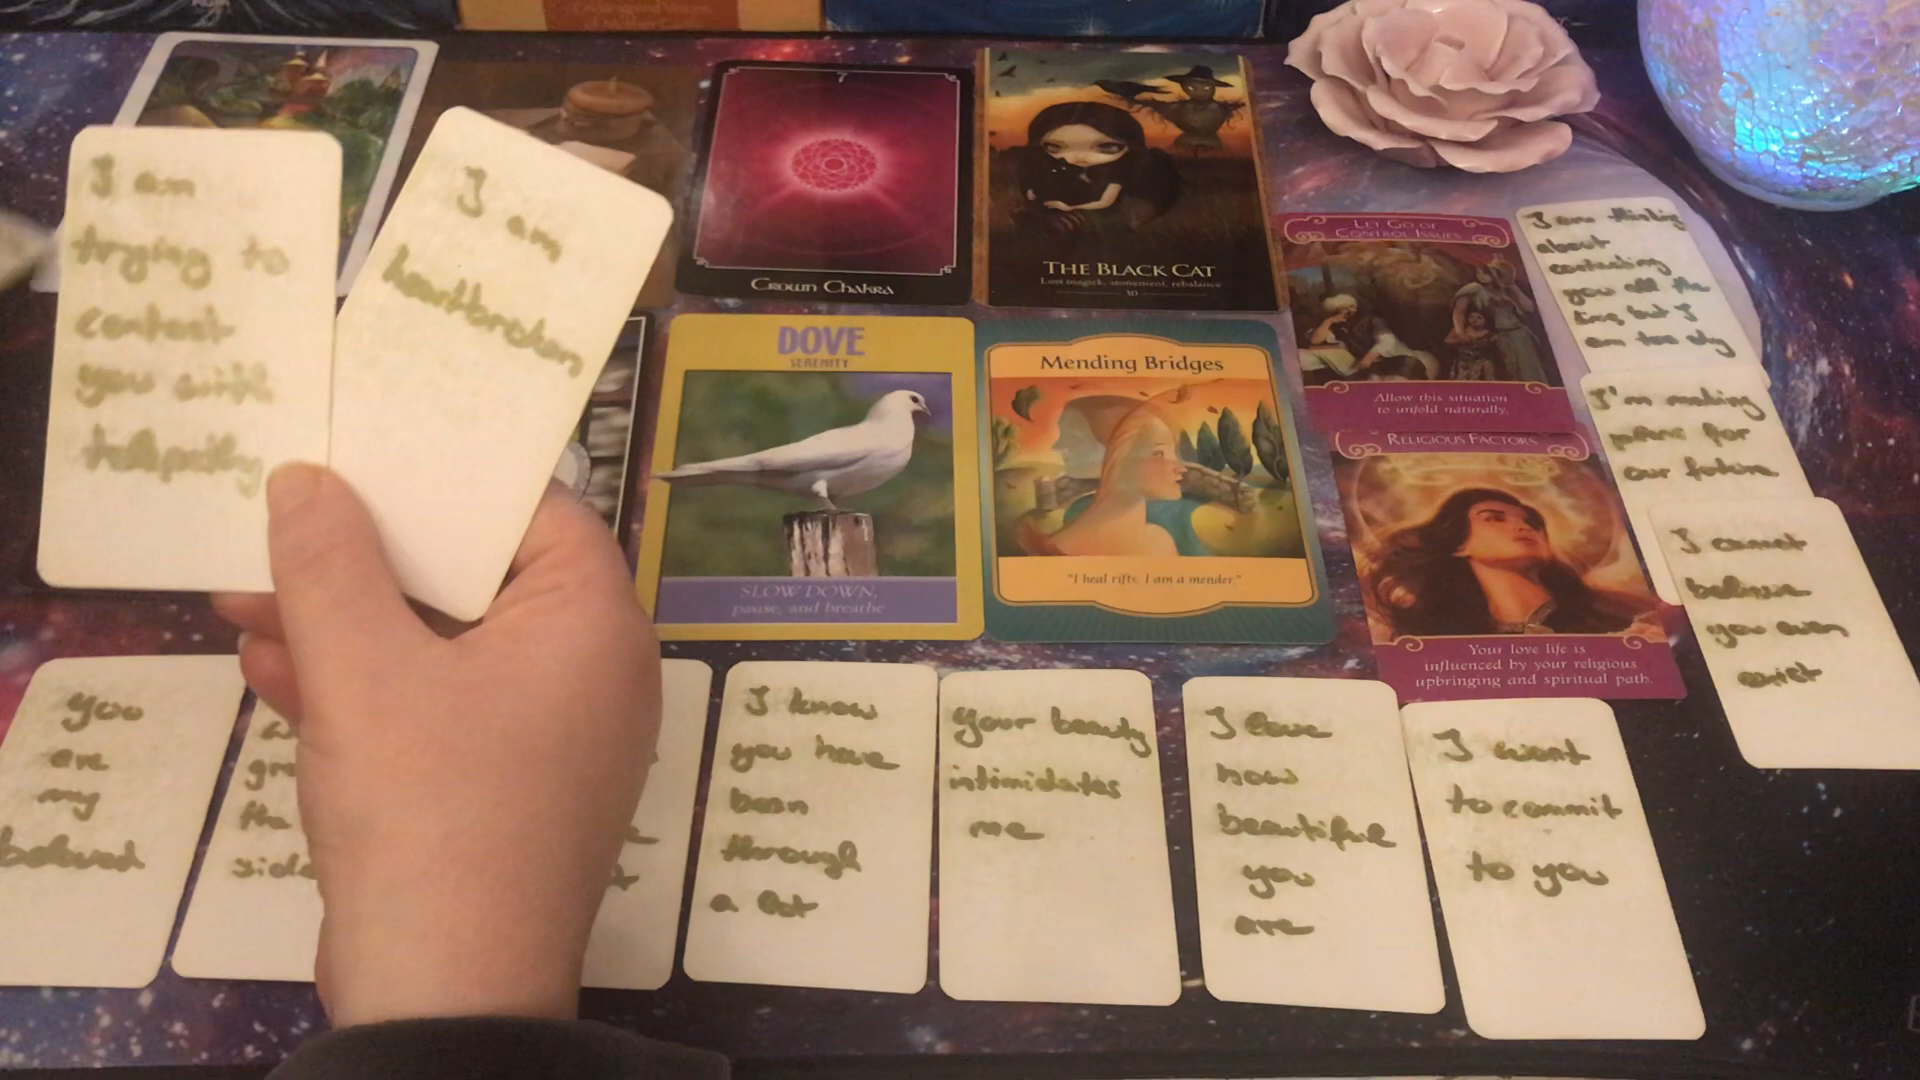 7
Crown Chakra
THE BLACK CAT
Lost magick, atonement, rebalance
30
LET GO OF
CONTROL ISSUES
Allow this situation
to unfold naturally.
I am thinking
about
contacting
you all the
time, but I
am too shy
I am
trying to
contact
you with
telepathy
I am
heartbroken
DOVE
SERENITY
SLOW DOWN,
pause, and breathe
Mending Bridges
"I heal rifts. I am a mender."
RELIGIOUS FACTORS
Your love life is
influenced by your religious
upbringing and spiritual path.
I'm making
plans for
our future
I cannot
believe
you even
exist
you
are
my
beloved
the
side
I know
you have
been
through
a lot
your beauty
intimidates
me
I love
how
beautiful
you
are
I want
to commit
to you